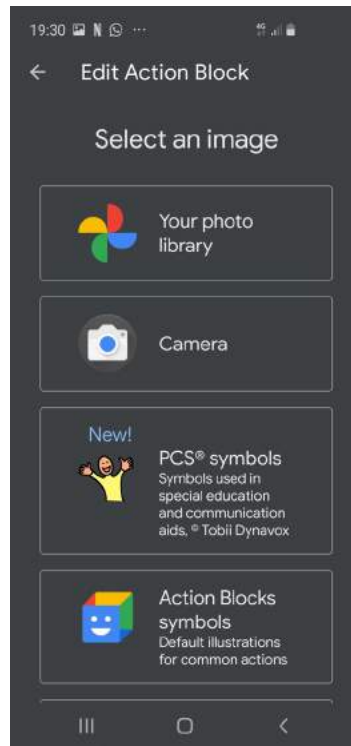 19:30
Edit Action Block
Select an image
Your photo
library
Camera
New!
PCS® symbols
Symbols used in
special education
and communication
aids, © Tobii Dynavox
Action Blocks
symbols
Default illustrations
for common actions